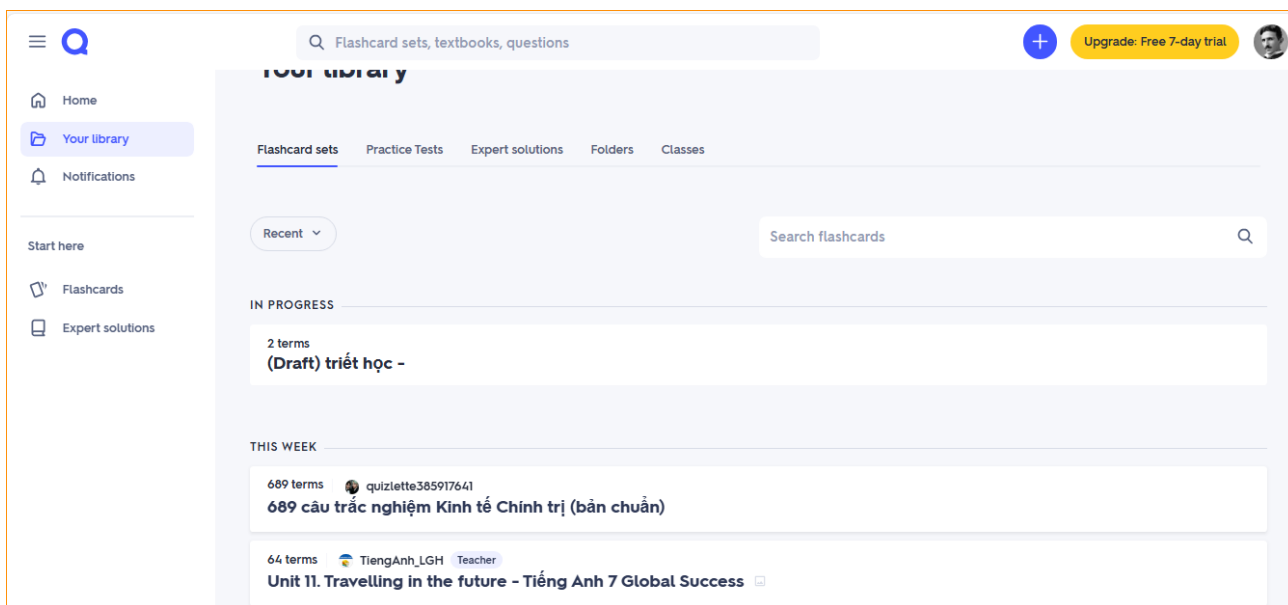 Flashcard sets, textbooks, questions
Upgrade: Free 7-day trial
Your library
Home
Your library
Notifications
Start here
Flashcards
Expert solutions
Flashcard sets
Practice Tests
Expert solutions
Folders
Classes
Recent
Search flashcards
IN PROGRESS
2 terms
(Draft) triết học -
THIS WEEK
689 terms quizlette385917641
689 câu trắc nghiệm Kinh tế Chính trị (bản chuẩn)
64 terms TiengAnh_LGH Teacher
Unit 11. Travelling in the future - Tiếng Anh 7 Global Success